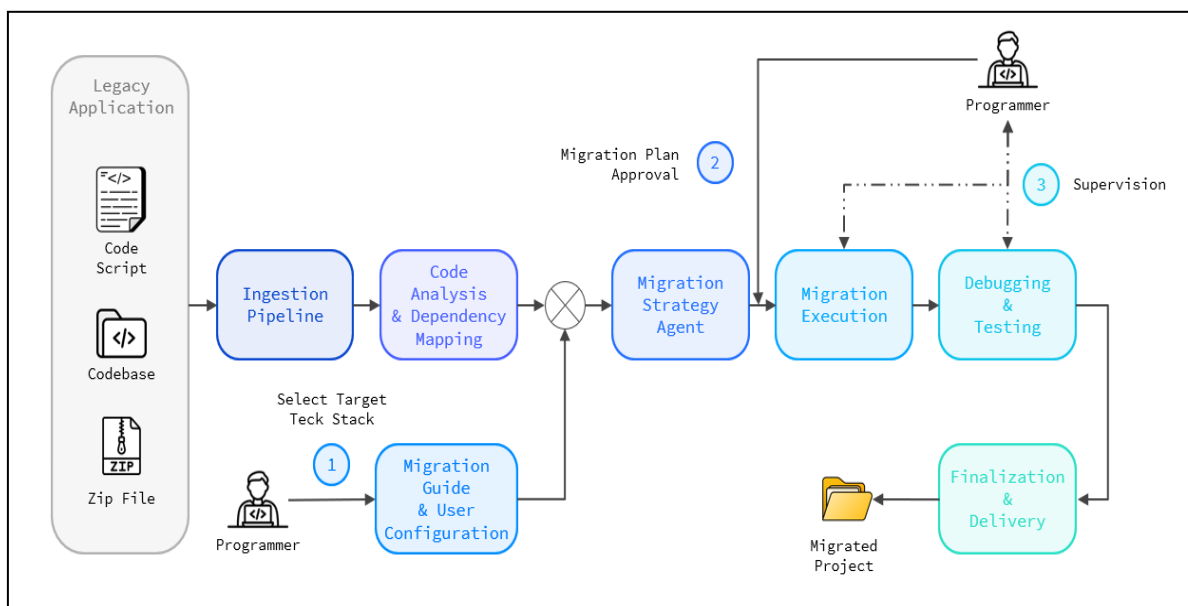 Legacy
Application
</>
Code
Script
</>
Codebase
ZIP
Zip File
Ingestion
Pipeline
Code
Analysis
& Dependency
Mapping
Select Target
Teck Stack
1
</>
Programmer
Migration
Guide
& User
Configuration
Migration
Strategy
Agent
Migration Plan
Approval
2
</>
Programmer
3
Supervision
Migration
Execution
Debugging
&
Testing
Finalization
&
Delivery
Migrated
Project